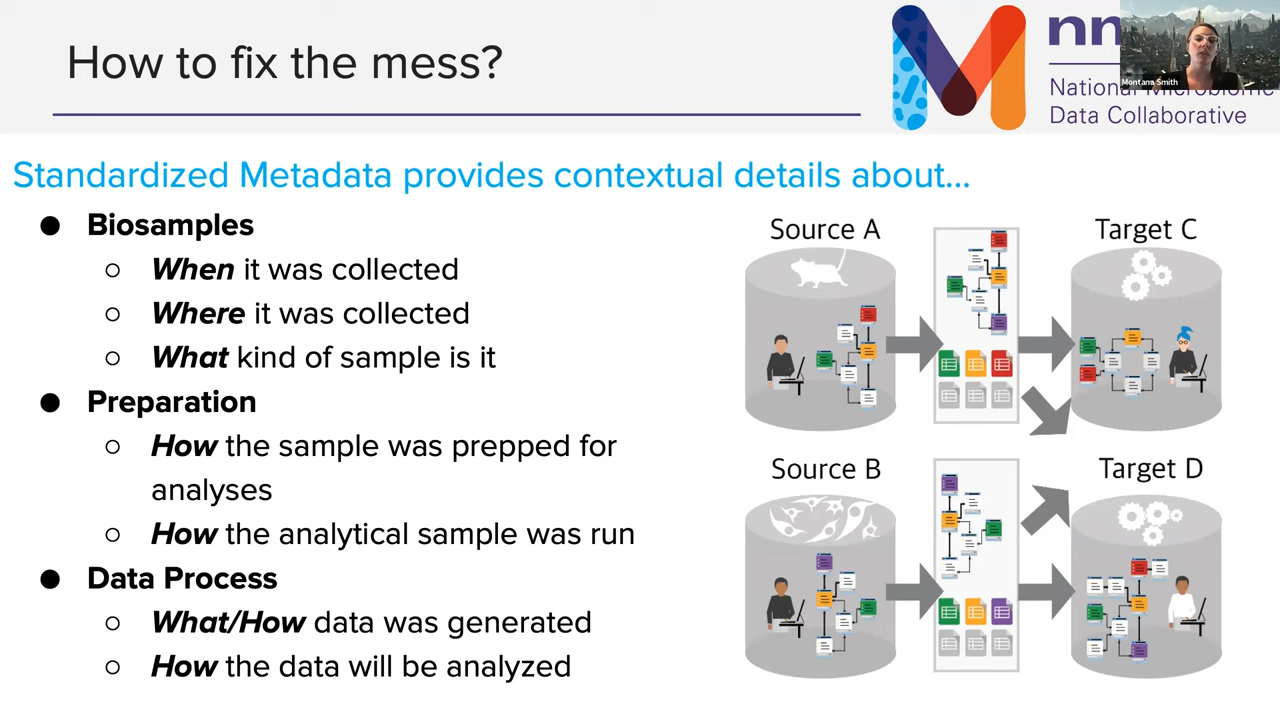 How to fix the mess?
nm
National Microbiome
Data Collaborative
Montana Smith
Standardized Metadata provides contextual details about...
● Biosamples
○ When it was collected
○ Where it was collected
○ What kind of sample is it
● Preparation
○ How the sample was prepped for
analyses
○ How the analytical sample was run
● Data Process
○ What/How data was generated
○ How the data will be analyzed
Source A
Target C
Source B
Target D